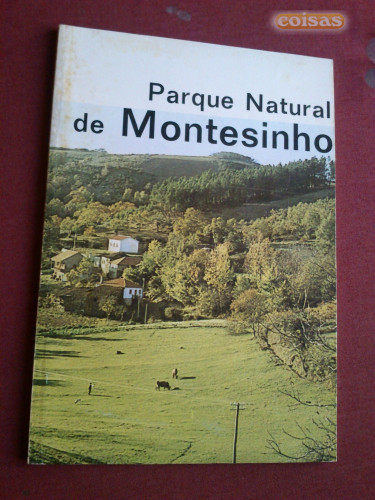 coisas
Parque Natural
de Montesinho